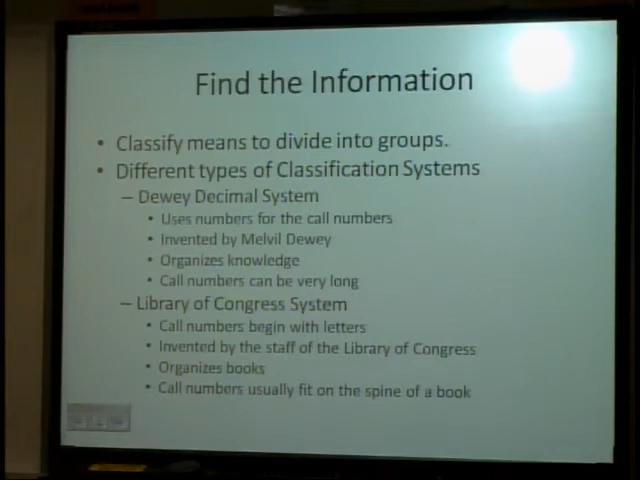 Find the Information
• Classify means to divide into groups.
• Different types of Classification Systems
– Dewey Decimal System
• Uses numbers for the call numbers
• Invented by Melvil Dewey
• Organizes knowledge
• Call numbers can be very long
– Library of Congress System
• Call numbers begin with letters
• Invented by the staff of the Library of Congress
• Organizes books
• Call numbers usually fit on the spine of a book